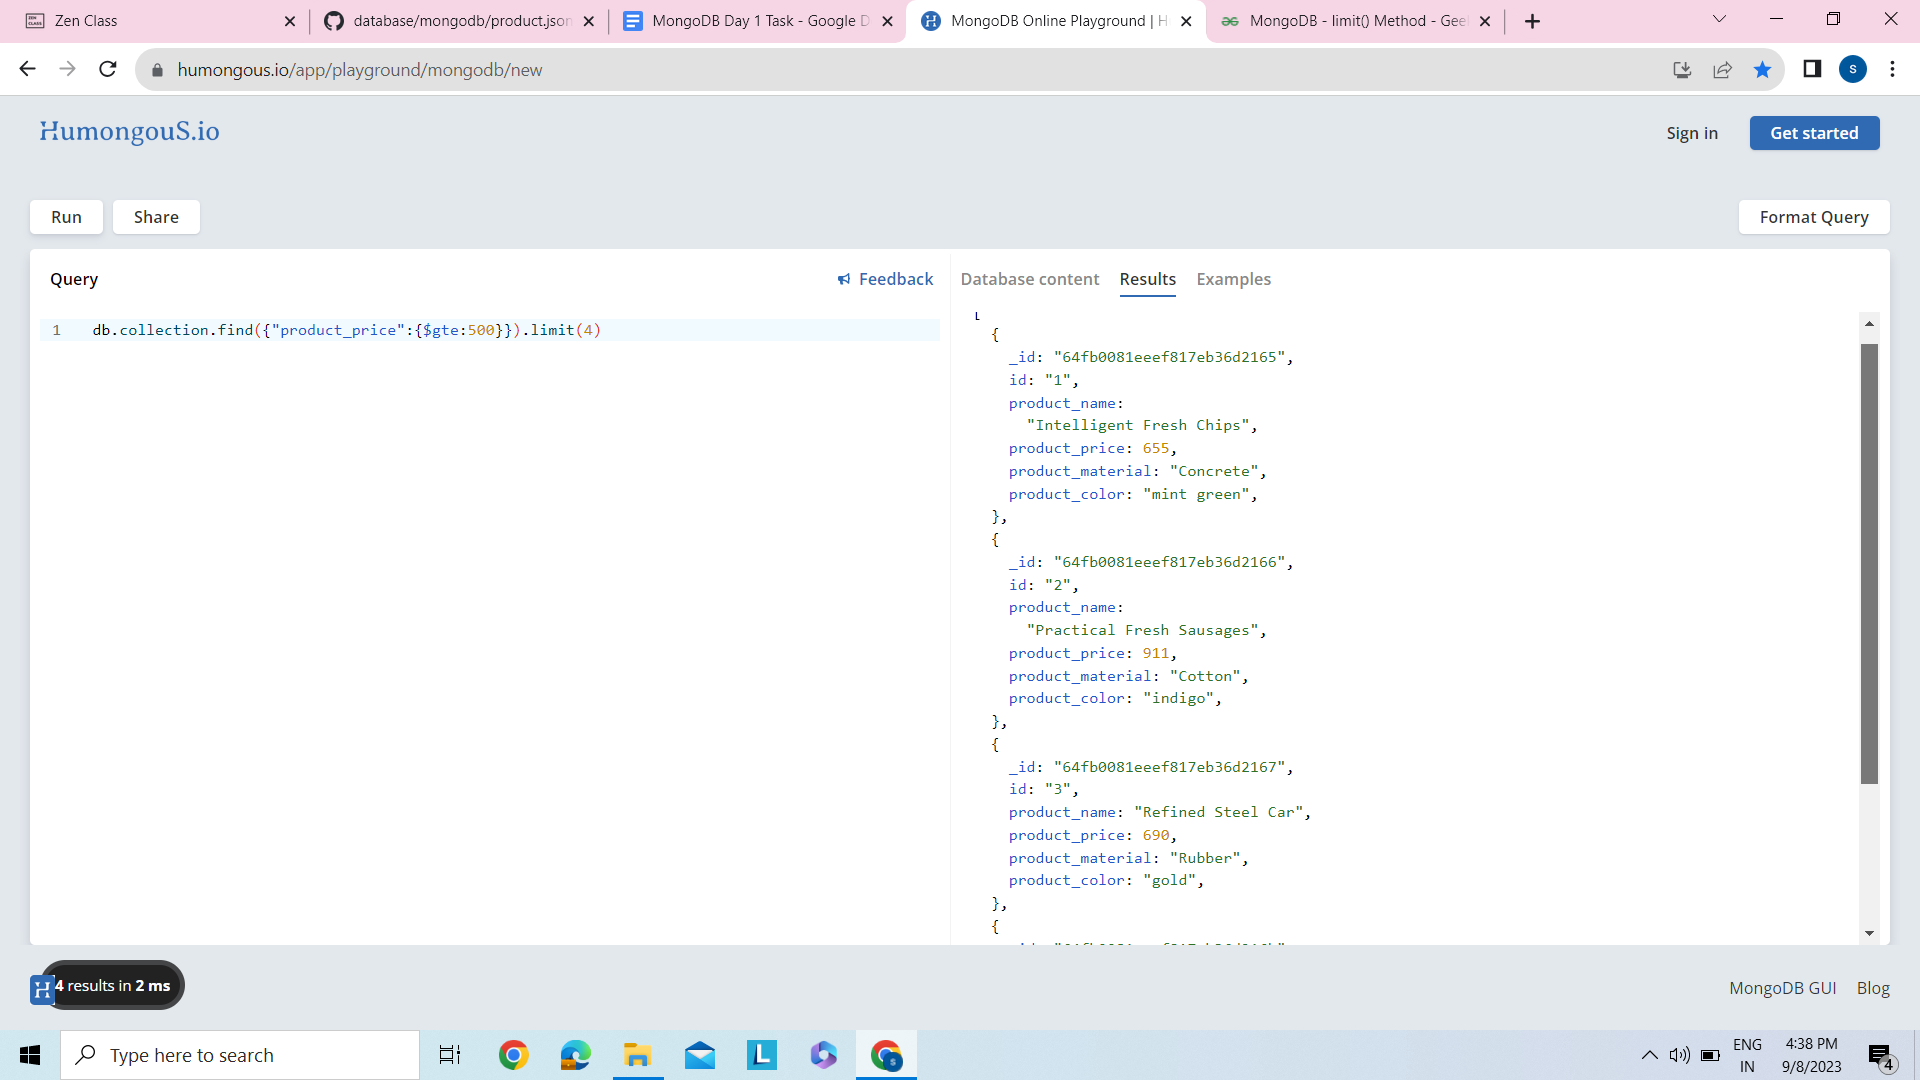 Zen Class
database/mongodb/product.json
MongoDB Day 1 Task - Google D
MongoDB Online Playground | H
MongoDB - limit() Method - Geel
humongous.io/app/playground/mongodb/new
S
HumongouS.io
Sign in
Get started
Run
Share
Format Query
Query
Feedback
Database content
Results
Examples
1 db.collection.find({"product_price":{$gte:500}}).limit(4)
[
{
_id: "64fb0081eeef817eb36d2165",
id: "1",
product_name:
"Intelligent Fresh Chips",
product_price: 655,
product_material: "Concrete",
product_color: "mint green",
},
{
_id: "64fb0081eeef817eb36d2166",
id: "2",
product_name:
"Practical Fresh Sausages",
product_price: 911,
product_material: "Cotton",
product_color: "indigo",
},
{
_id: "64fb0081eeef817eb36d2167",
id: "3",
product_name: "Refined Steel Car",
product_price: 690,
product_material: "Rubber",
product_color: "gold",
},
{
H
4 results in 2 ms
MongoDB GUI
Blog
Type here to search
L
ENG
IN
4:38 PM
9/8/2023
4